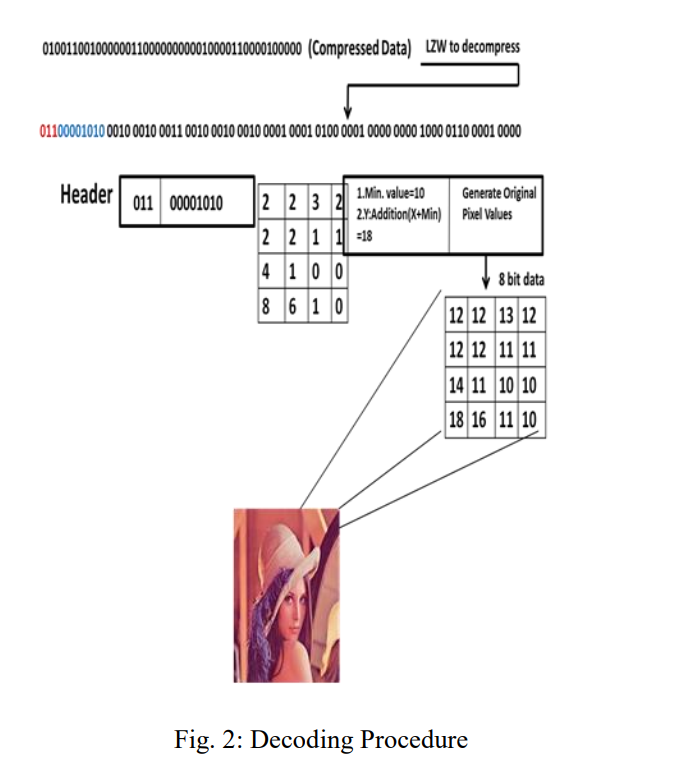 01001100100000011000000000010000110000100000 (Compressed Data) LZW to decompress
01100001010 0010 0010 0011 0010 0010 0010 0001 0001 0100 0001 0000 0000 1000 0110 0001 0000
Header 011 00001010
2 2 3 2
2 2 1 1
4 1 0 0
8 6 1 0
1.Min. value=10
2.Y:Addition(X+Min)
=18
Generate Original
Pixel Values
8 bit data
12 12 13 12
12 12 11 11
14 11 10 10
18 16 11 10
Fig. 2: Decoding Procedure